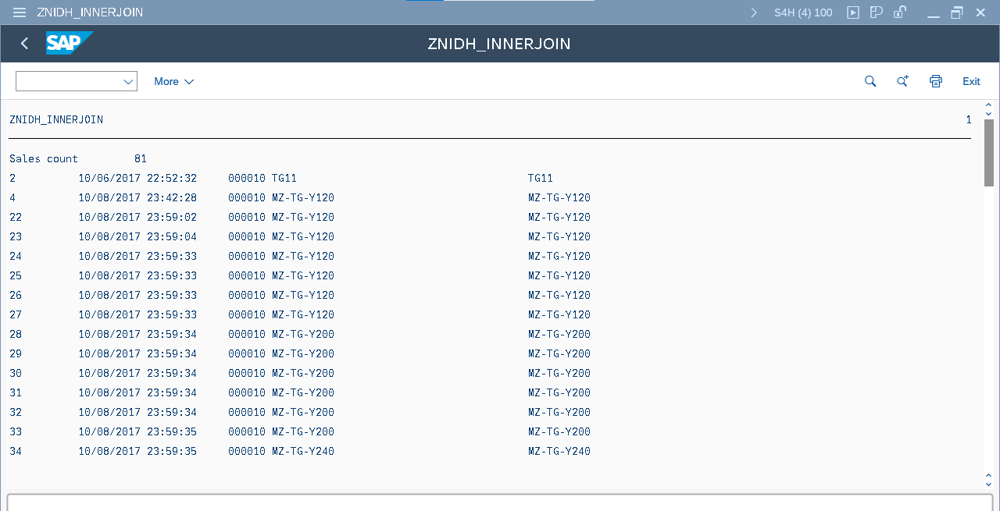 ZNIDH_INNERJOIN S4H (4) 100
SAP ZNIDH_INNERJOIN
More Exit
ZNIDH_INNERJOIN 1
Sales count 81
2 10/06/2017 22:52:32 000010 TG11 TG11
4 10/08/2017 23:42:28 000010 MZ-TG-Y120 MZ-TG-Y120
22 10/08/2017 23:59:02 000010 MZ-TG-Y120 MZ-TG-Y120
23 10/08/2017 23:59:04 000010 MZ-TG-Y120 MZ-TG-Y120
24 10/08/2017 23:59:33 000010 MZ-TG-Y120 MZ-TG-Y120
25 10/08/2017 23:59:33 000010 MZ-TG-Y120 MZ-TG-Y120
26 10/08/2017 23:59:33 000010 MZ-TG-Y120 MZ-TG-Y120
27 10/08/2017 23:59:33 000010 MZ-TG-Y120 MZ-TG-Y120
28 10/08/2017 23:59:34 000010 MZ-TG-Y200 MZ-TG-Y200
29 10/08/2017 23:59:34 000010 MZ-TG-Y200 MZ-TG-Y200
30 10/08/2017 23:59:34 000010 MZ-TG-Y200 MZ-TG-Y200
31 10/08/2017 23:59:34 000010 MZ-TG-Y200 MZ-TG-Y200
32 10/08/2017 23:59:34 000010 MZ-TG-Y200 MZ-TG-Y200
33 10/08/2017 23:59:35 000010 MZ-TG-Y200 MZ-TG-Y200
34 10/08/2017 23:59:35 000010 MZ-TG-Y240 MZ-TG-Y240